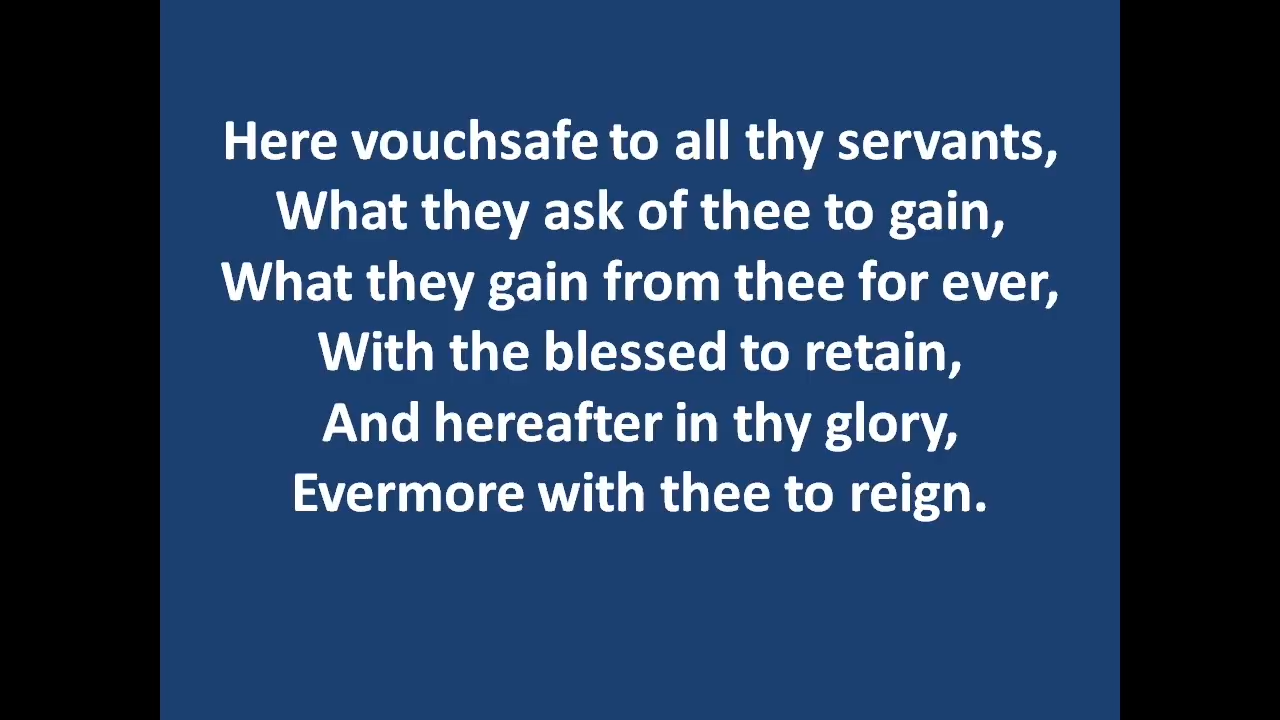 Here vouchsafe to all thy servants,
What they ask of thee to gain,
What they gain from thee for ever,
With the blessed to retain,
And hereafter in thy glory,
Evermore with thee to reign.